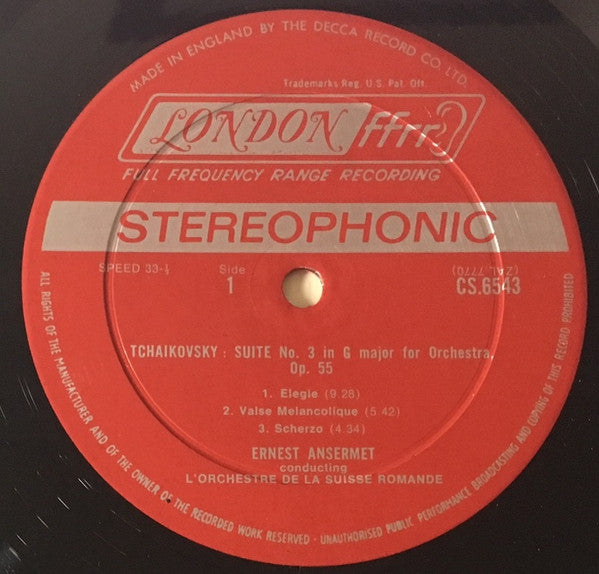 MADE IN ENGLAND BY THE DECCA RECORD CO. LTD.
Trademarks Reg. U.S. Pat. Off.
LONDON ffrr
FULL FREQUENCY RANGE RECORDING
STEREOPHONIC
SPEED 33-⅓
Side
1
(ZAL 7770)
CS.6543
TCHAIKOVSKY : SUITE No. 3 in G major for Orchestra,
Op. 55
1. Elegie (9.28)
2. Valse Melancolique (5.42)
3. Scherzo (4.34)
ERNEST ANSERMET
conducting
L'ORCHESTRE DE LA SUISSE ROMANDE
ALL RIGHTS OF THE MANUFACTURER AND OF THE OWNER OF THE RECORDED WORK RESERVED · UNAUTHORISED PUBLIC PERFORMANCE BROADCASTING AND COPYING OF THIS RECORD PROHIBITED